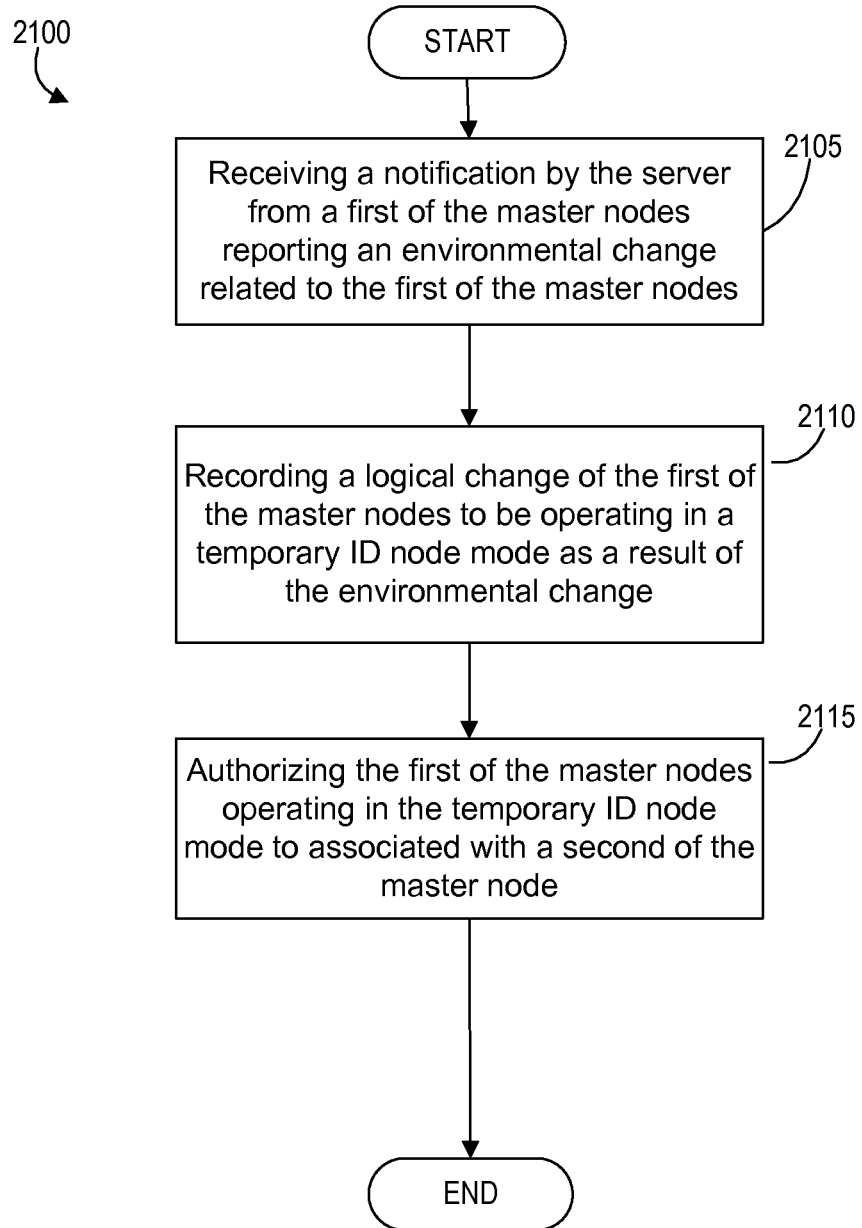 2100
START
2105
Receiving a notification by the server
from a first of the master nodes
reporting an environmental change
related to the first of the master nodes
2110
Recording a logical change of the first of
the master nodes to be operating in a
temporary ID node mode as a result of
the environmental change
2115
Authorizing the first of the master nodes
operating in the temporary ID node
mode to associated with a second of the
master node
END